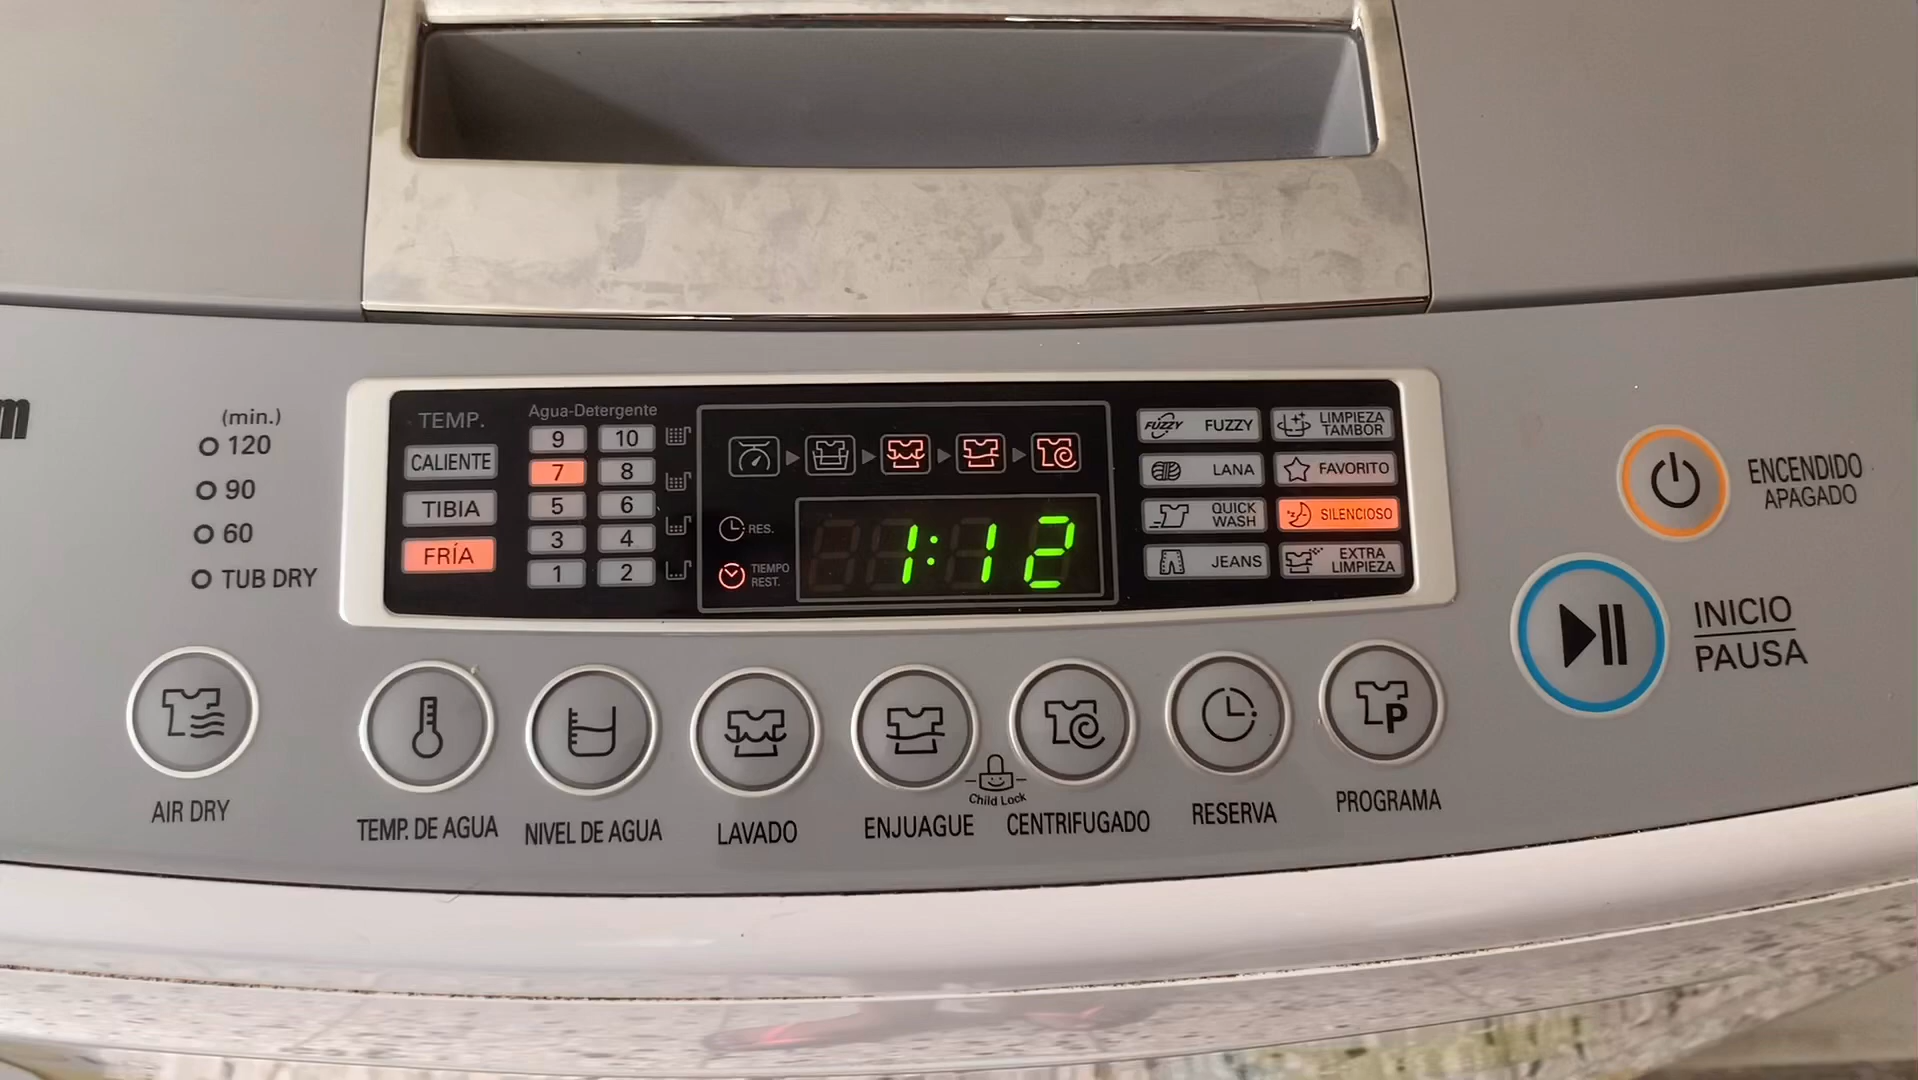 m
(min.)
120
90
60
TUB DRY
TEMP.
CALIENTE
TIBIA
FRÍA
Agua-Detergente
9 10
7 8
5 6
3 4
1 2
RES.
TIEMPO
REST.
1:12
FUZZY FUZZY
LANA
QUICK
WASH
JEANS
LIMPIEZA
TAMBOR
FAVORITO
SILENCIOSO
EXTRA
LIMPIEZA
ENCENDIDO
APAGADO
INICIO
PAUSA
AIR DRY
TEMP. DE AGUA
NIVEL DE AGUA
LAVADO
ENJUAGUE
Child Lock
CENTRIFUGADO
RESERVA
P
PROGRAMA